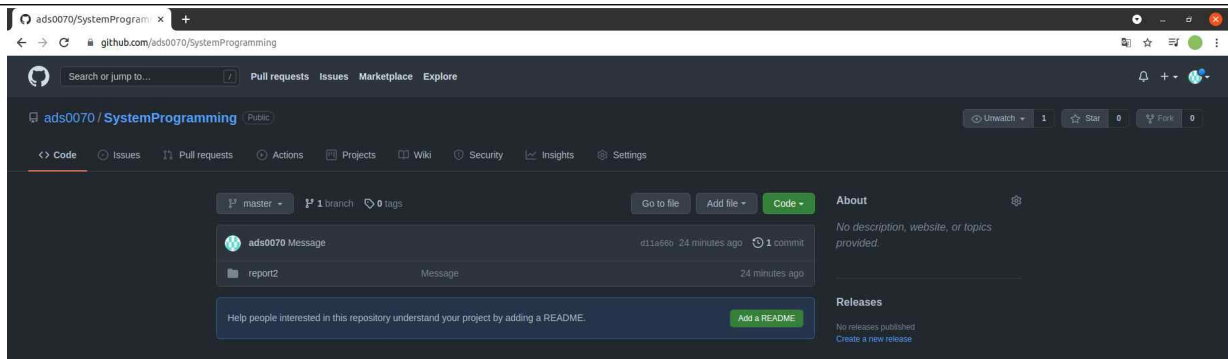 ads0070/SystemProgram
github.com/ads0070/SystemProgramming
Search or jump to... / Pull requests Issues Marketplace Explore
ads0070 / SystemProgramming Public
Unwatch 1 Star 0 Fork 0
Code Issues Pull requests Actions Projects Wiki Security Insights Settings
master 1 branch 0 tags Go to file Add file Code
ads0070 Message d11a66b 24 minutes ago 1 commit
report2 Message 24 minutes ago
Help people interested in this repository understand your project by adding a README. Add a README
About
No description, website, or topics
provided.
Releases
No releases published
Create a new release